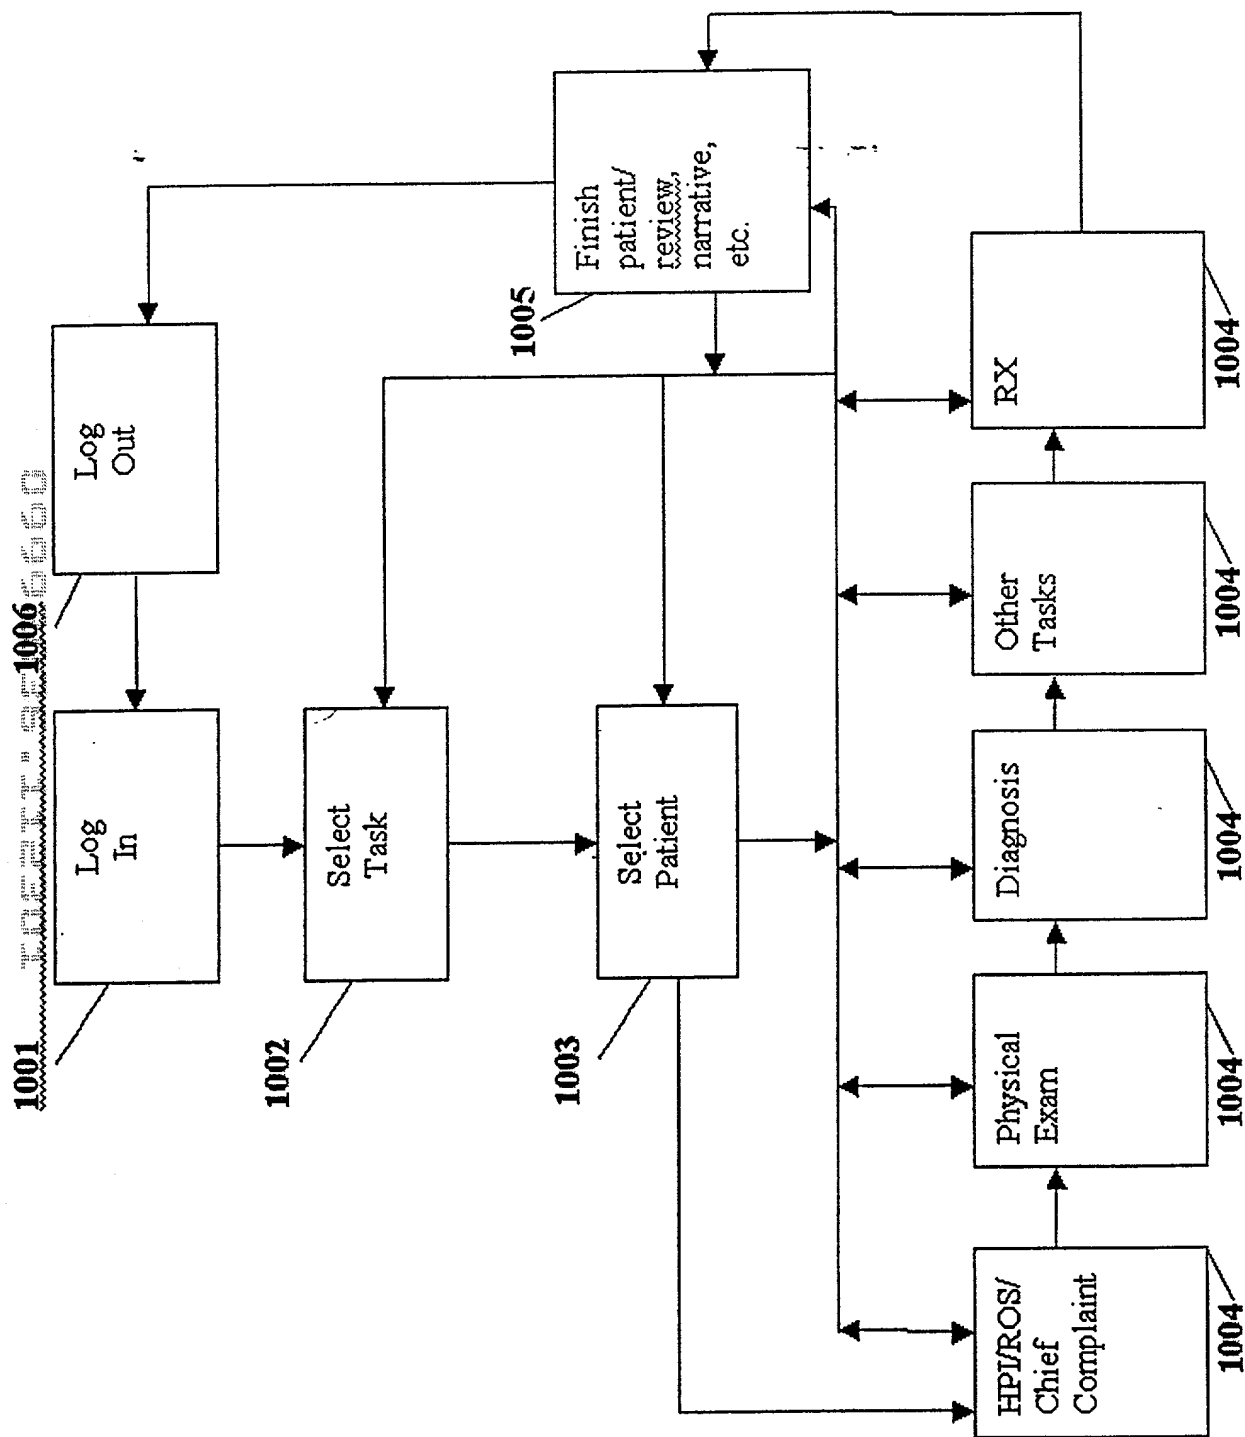 1001
Log
In
1006
Log
Out
1002
Select
Task
1003
Select
Patient
1005
Finish
patient/
review,
narrative,
etc.
HPI/ROS/
Chief
Complaint
1004
Physical
Exam
1004
Diagnosis
1004
Other
Tasks
1004
RX
1004